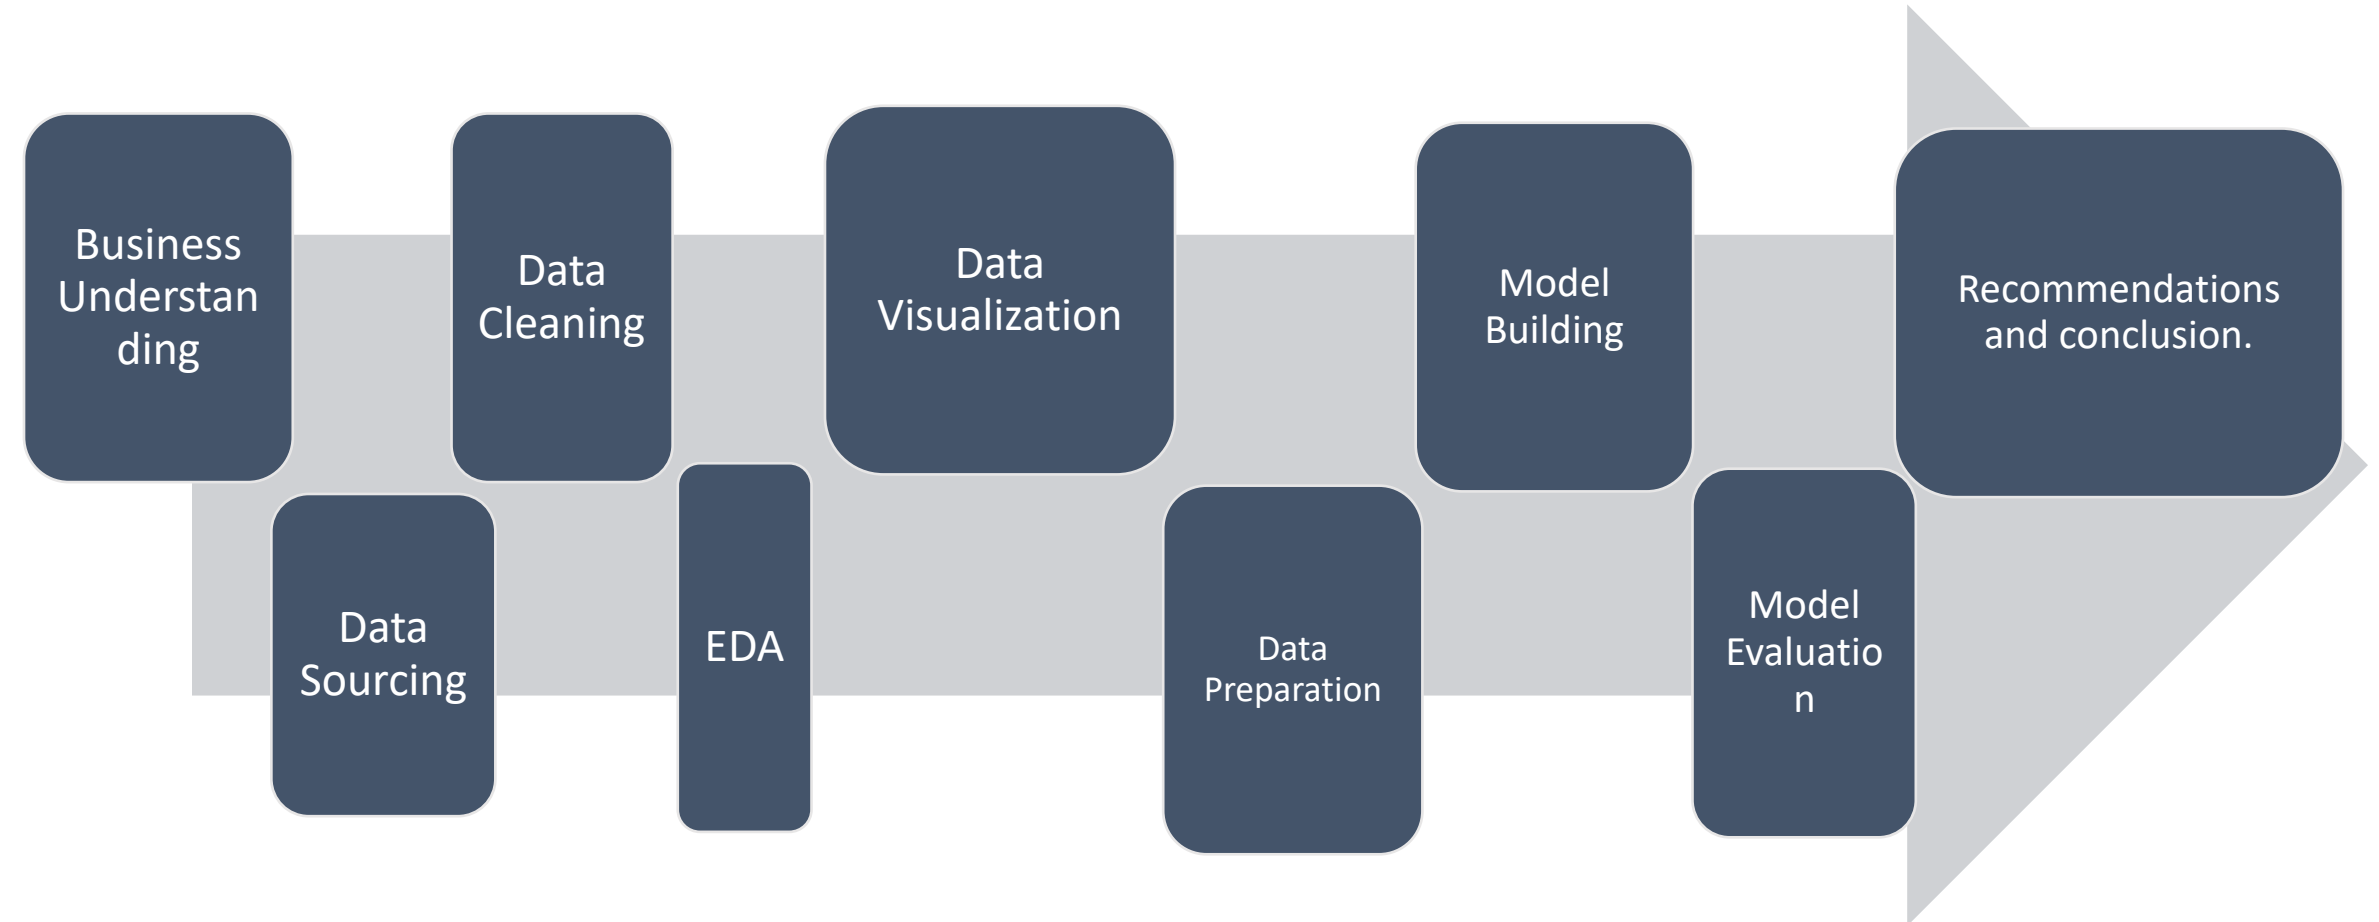 Business
Understan
ding
Data
Sourcing
Data
Cleaning
EDA
Data
Visualization
Data
Preparation
Model
Building
Model
Evaluatio
n
Recommendations
and conclusion.